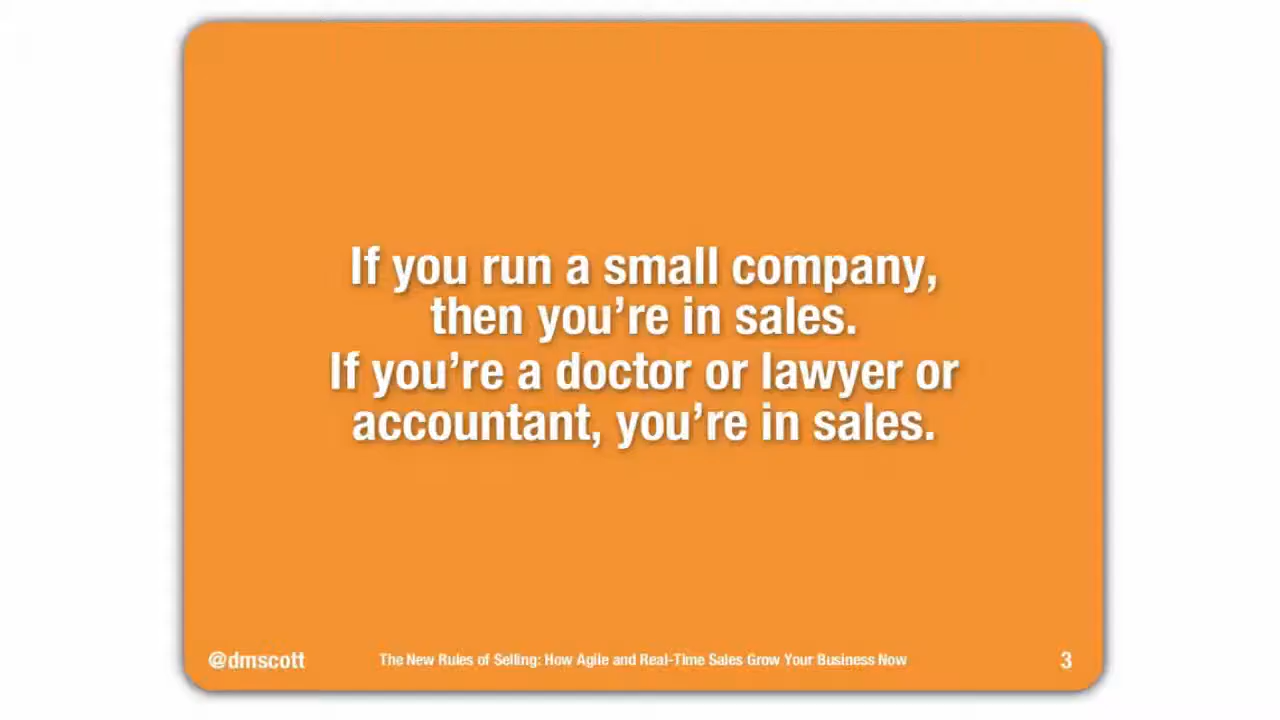 If you run a small company,
then you’re in sales.
If you’re a doctor or lawyer or
accountant, you’re in sales.
@dmscott
The New Rules of Selling: How Agile and Real-Time Sales Grow Your Business Now
3